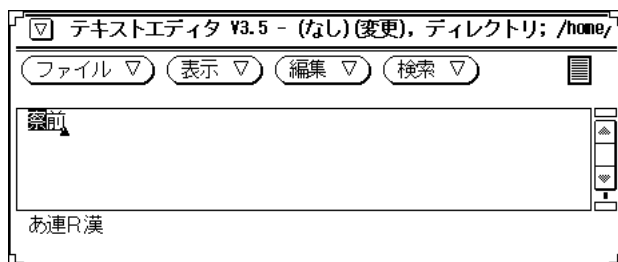 テキストエディタ V3.5 - (なし)(変更), ディレクトリ; /home/
ファイル ▽ 表示 ▽ 編集 ▽ 検索 ▽
察前
あ連R漢